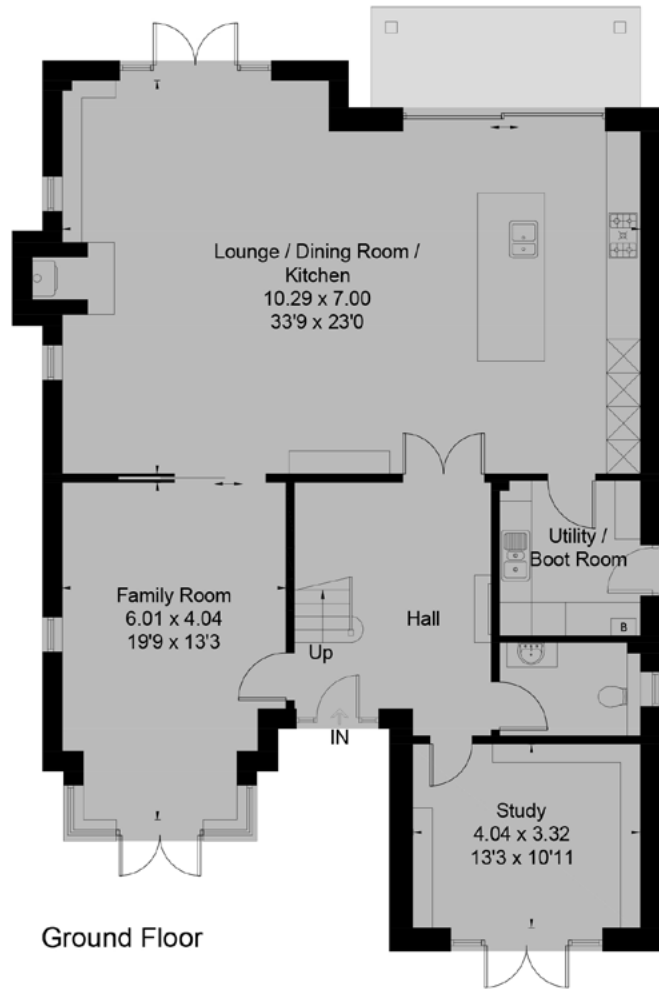 Lounge / Dining Room /
Kitchen
10.29 x 7.00
33'9 x 23'0
Utility /
Boot Room
Family Room
6.01 x 4.04
19'9 x 13'3
Hall
Up
B
IN
Study
4.04 x 3.32
13'3 x 10'11
Ground Floor